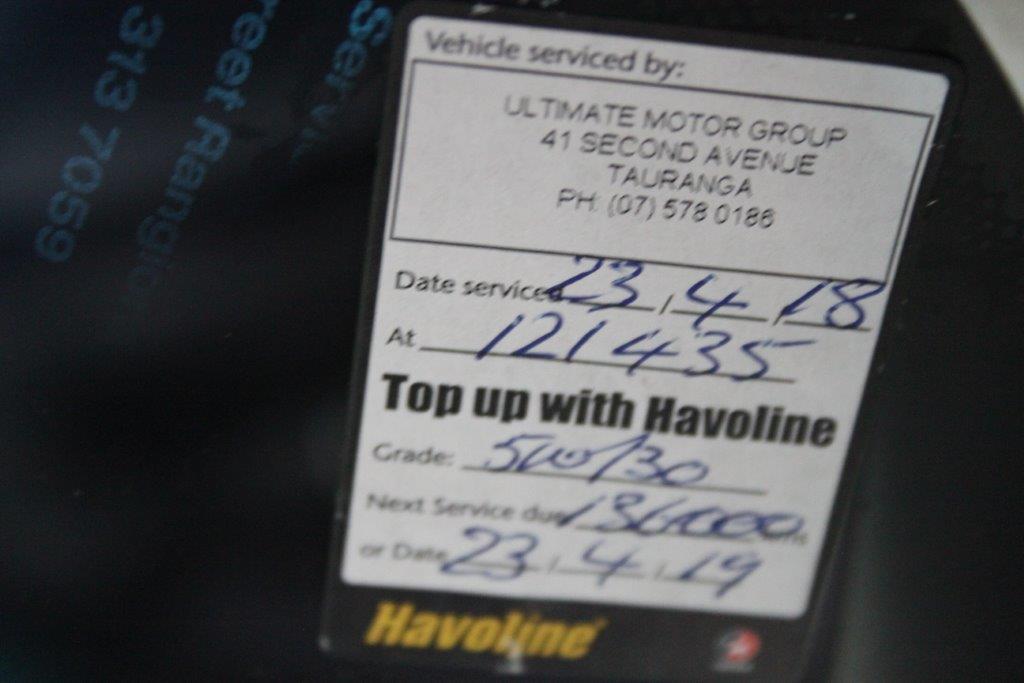 Vehicle serviced by:
ULTIMATE MOTOR GROUP
41 SECOND AVENUE
TAURANGA
PH: (07) 578 0186
Date serviced 23 / 4 / 18
At 121435
Top up with Havoline
Grade: 5w/30
Next Service due 136000
or Date 23 / 4 / 19
Havoline
313 7059